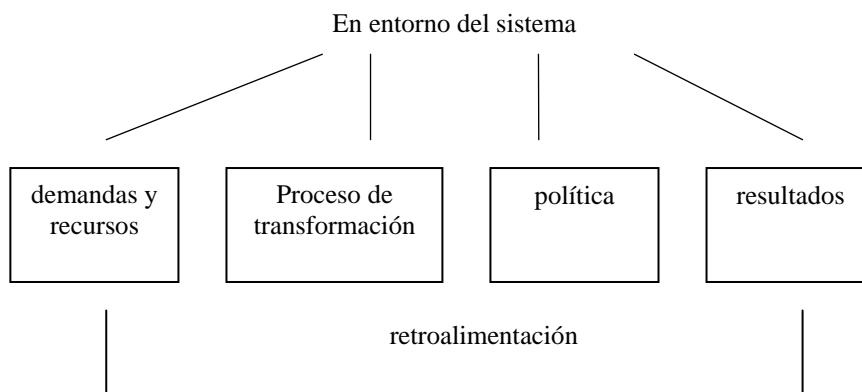 En entorno del sistema
demandas y
recursos
Proceso de
transformación
política
resultados
retroalimentación